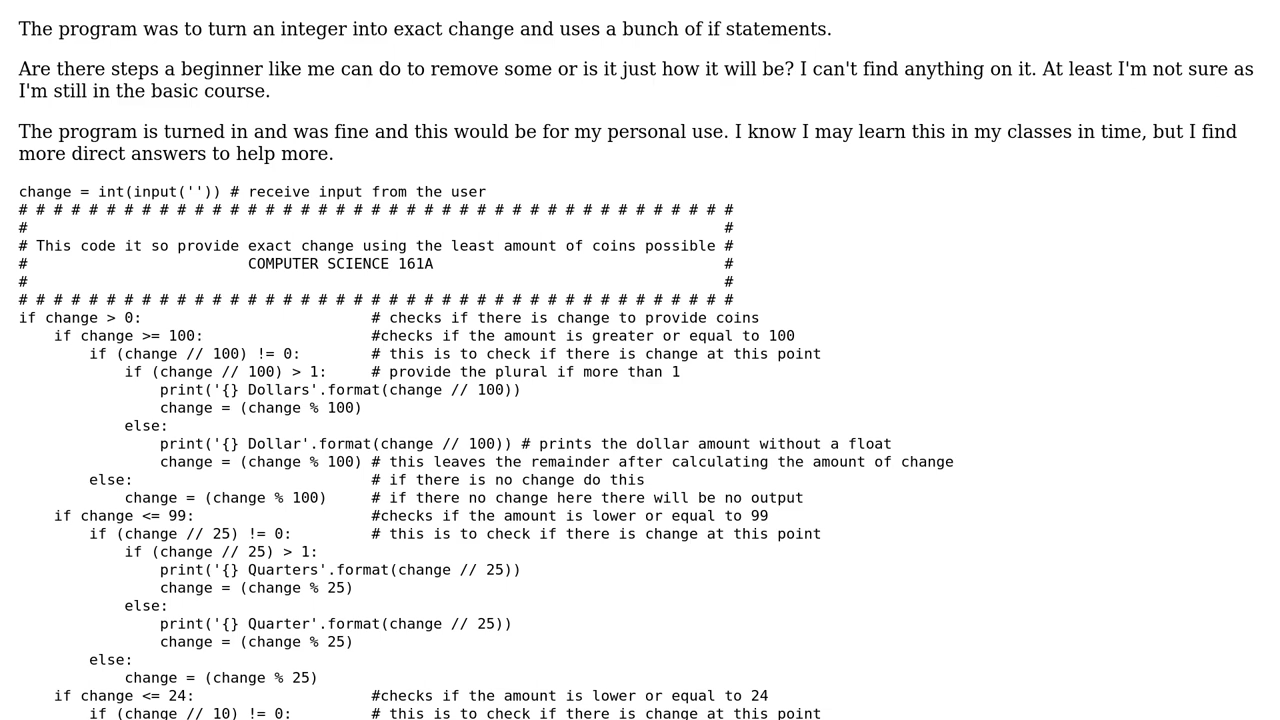 The program was to turn an integer into exact change and uses a bunch of if statements.
Are there steps a beginner like me can do to remove some or is it just how it will be? I can't find anything on it. At least I'm not sure as
I'm still in the basic course.
The program is turned in and was fine and this would be for my personal use. I know I may learn this in my classes in time, but I find
more direct answers to help more.
change = int(input('')) # receive input from the user
# # # # # # # # # # # # # # # # # # # # # # # # # # # # # # # # # # # # # # # # #
#                                                                               #
# This code it so provide exact change using the least amount of coins possible #
#                         COMPUTER SCIENCE 161A                                 #
#                                                                               #
# # # # # # # # # # # # # # # # # # # # # # # # # # # # # # # # # # # # # # # # #
if change > 0:                          # checks if there is change to provide coins
    if change >= 100:                   #checks if the amount is greater or equal to 100
        if (change // 100) != 0:        # this is to check if there is change at this point
            if (change // 100) > 1:     # provide the plural if more than 1
                print('{} Dollars'.format(change // 100))
                change = (change % 100)
            else:
                print('{} Dollar'.format(change // 100)) # prints the dollar amount without a float
                change = (change % 100) # this leaves the remainder after calculating the amount of change
        else:                           # if there is no change do this
            change = (change % 100)     # if there no change here there will be no output
    if change <= 99:                    #checks if the amount is lower or equal to 99
        if (change // 25) != 0:         # this is to check if there is change at this point
            if (change // 25) > 1:
                print('{} Quarters'.format(change // 25))
                change = (change % 25)
            else:
                print('{} Quarter'.format(change // 25))
                change = (change % 25)
        else:
            change = (change % 25)
    if change <= 24:                    #checks if the amount is lower or equal to 24
        if (change // 10) != 0:         # this is to check if there is change at this point